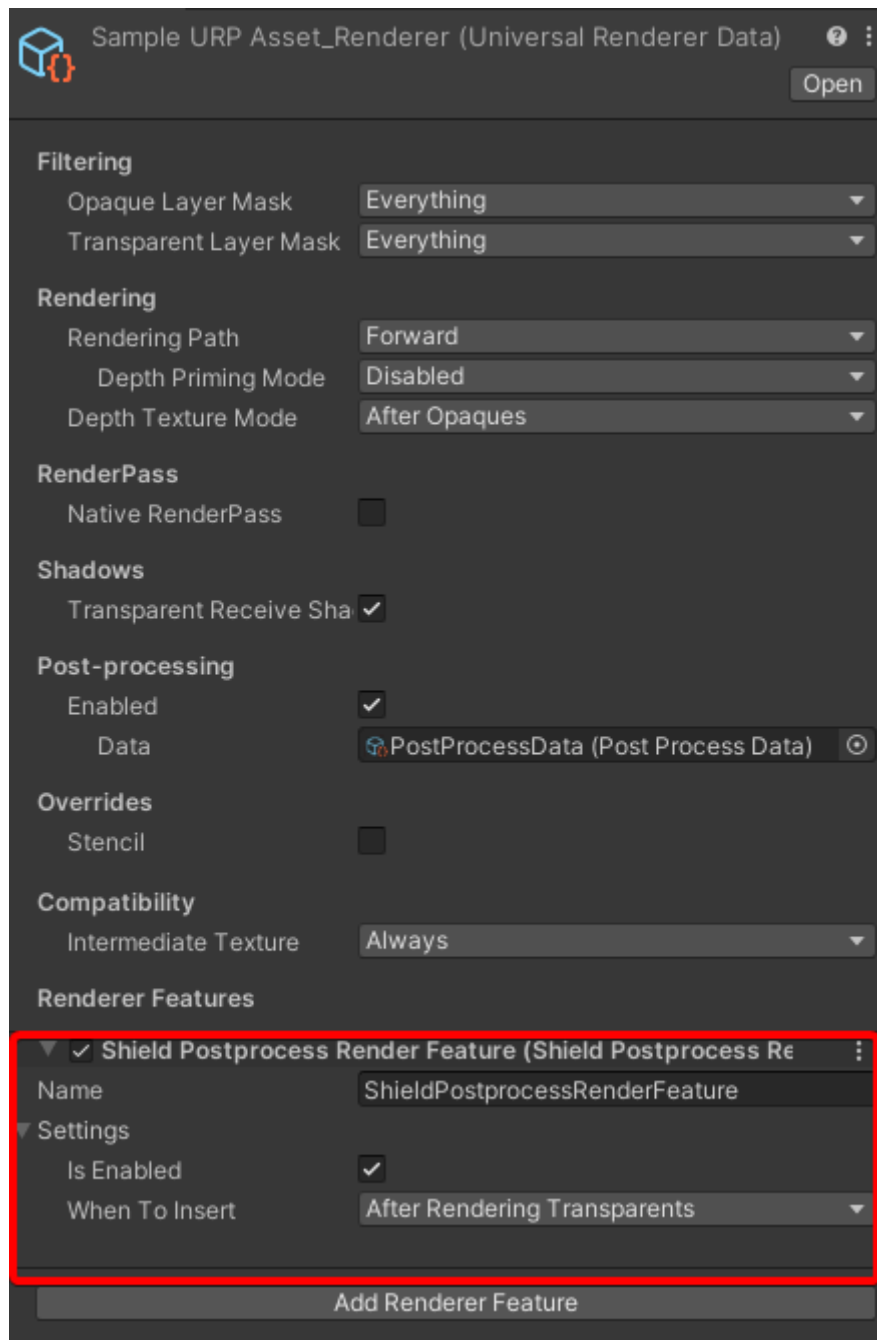 Sample URP Asset_Renderer (Universal Renderer Data)
Open
Filtering
Opaque Layer Mask Everything
Transparent Layer Mask Everything
Rendering
Rendering Path Forward
Depth Priming Mode Disabled
Depth Texture Mode After Opaques
RenderPass
Native RenderPass
Shadows
Transparent Receive Sha
Post-processing
Enabled
Data PostProcessData (Post Process Data)
Overrides
Stencil
Compatibility
Intermediate Texture Always
Renderer Features
Shield Postprocess Render Feature (Shield Postprocess Re
Name ShieldPostprocessRenderFeature
Settings
Is Enabled
When To Insert After Rendering Transparents
Add Renderer Feature